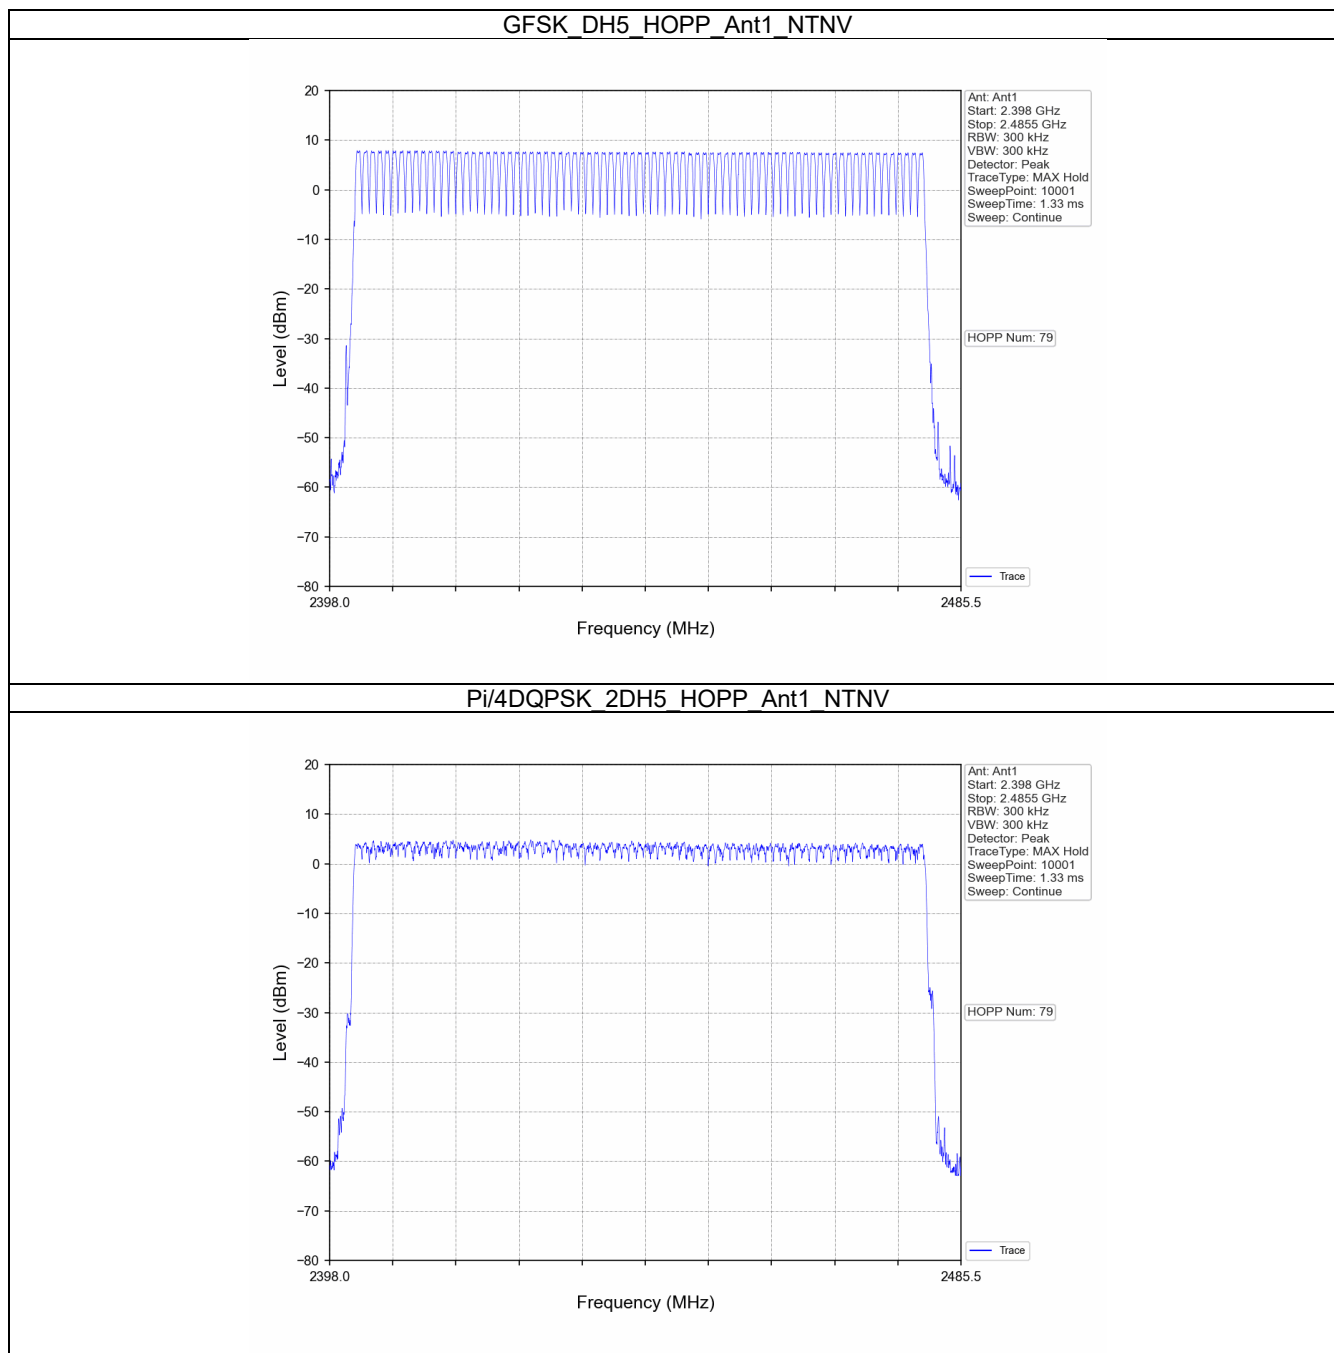 GFSK_DH5_HOPP_Ant1_NTNV
20
10
0
−10
−20
−30
−40
−50
−60
−70
−80
Level (dBm)
2398.0
2485.5
Frequency (MHz)
Ant: Ant1
Start: 2.398 GHz
Stop: 2.4855 GHz
RBW: 300 kHz
VBW: 300 kHz
Detector: Peak
TraceType: MAX Hold
SweepPoint: 10001
SweepTime: 1.33 ms
Sweep: Continue
HOPP Num: 79
Trace
Pi/4DQPSK_2DH5_HOPP_Ant1_NTNV
20
10
0
−10
−20
−30
−40
−50
−60
−70
−80
Level (dBm)
2398.0
2485.5
Frequency (MHz)
Ant: Ant1
Start: 2.398 GHz
Stop: 2.4855 GHz
RBW: 300 kHz
VBW: 300 kHz
Detector: Peak
TraceType: MAX Hold
SweepPoint: 10001
SweepTime: 1.33 ms
Sweep: Continue
HOPP Num: 79
Trace